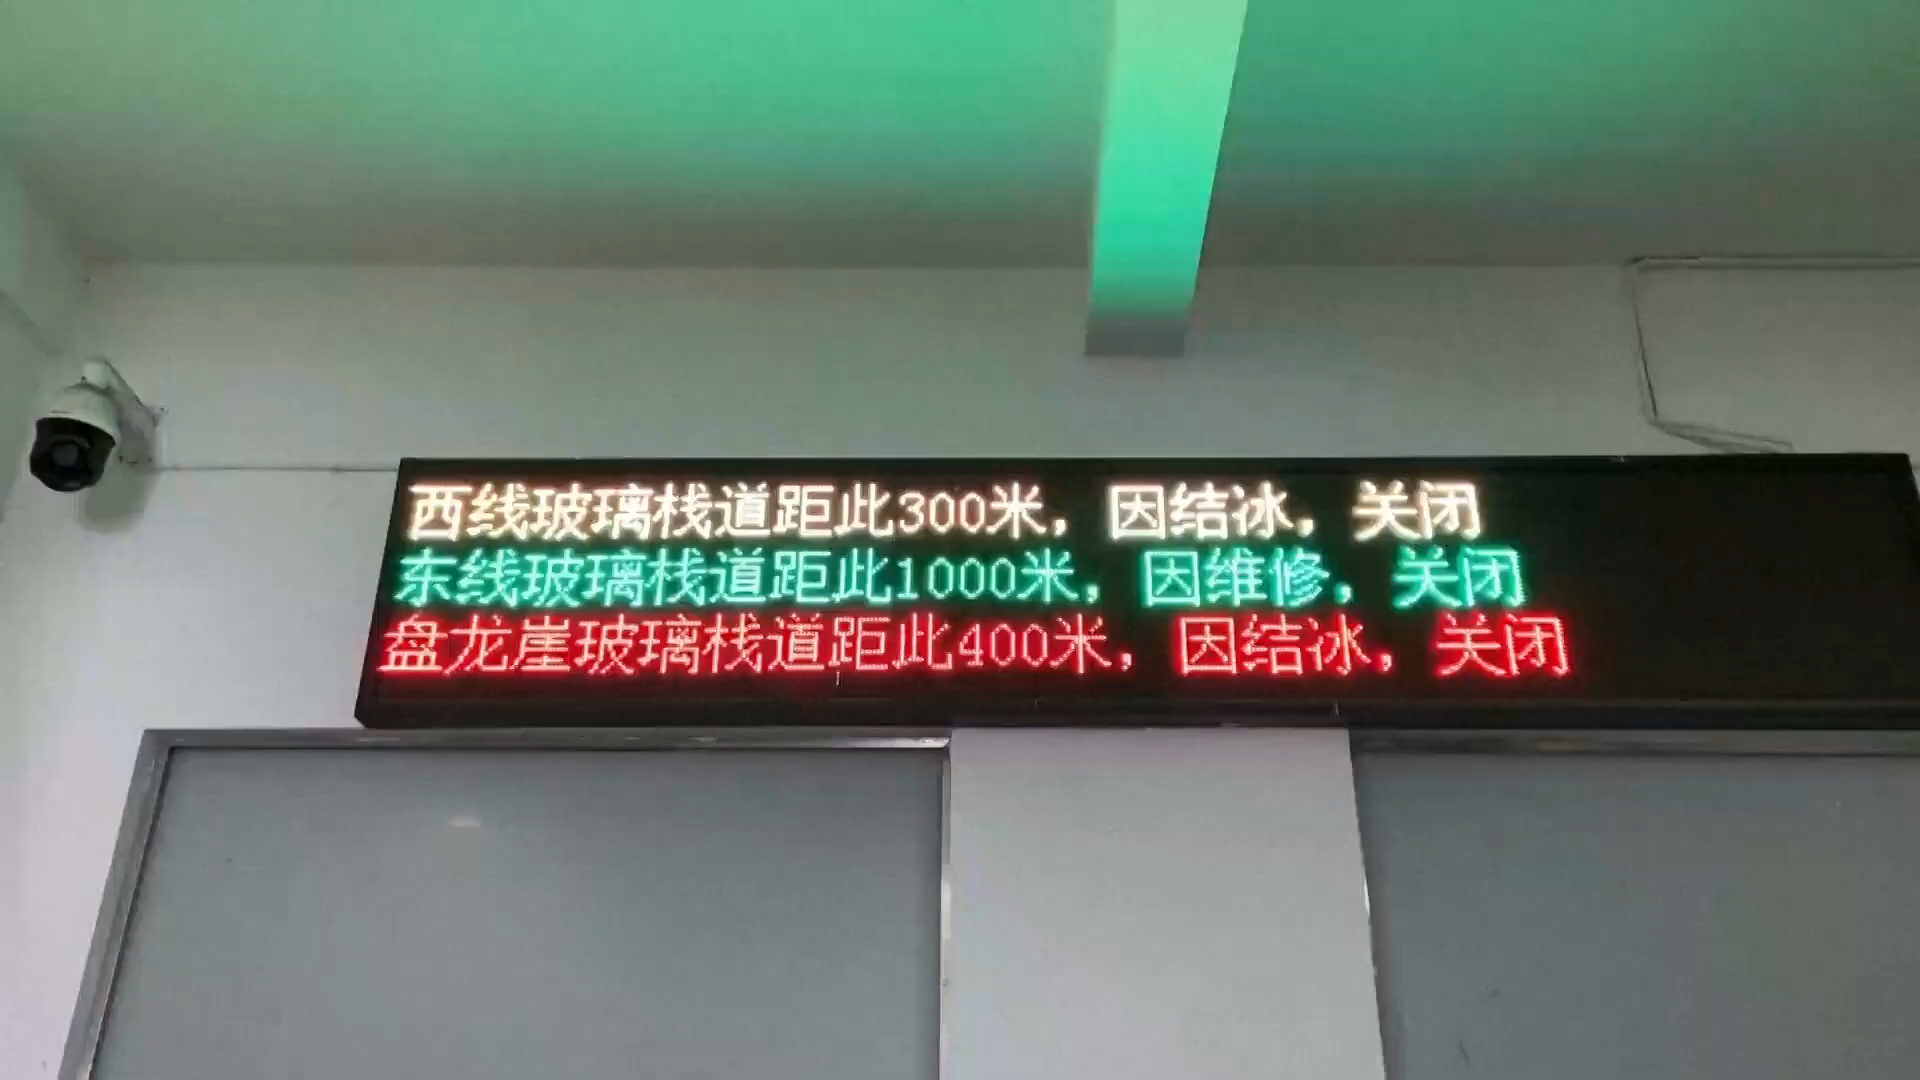 西线玻璃栈道距此300米，因结冰，关闭
东线玻璃栈道距此1000米，因维修，关闭
盘龙崖玻璃栈道距此400米，因结冰，关闭